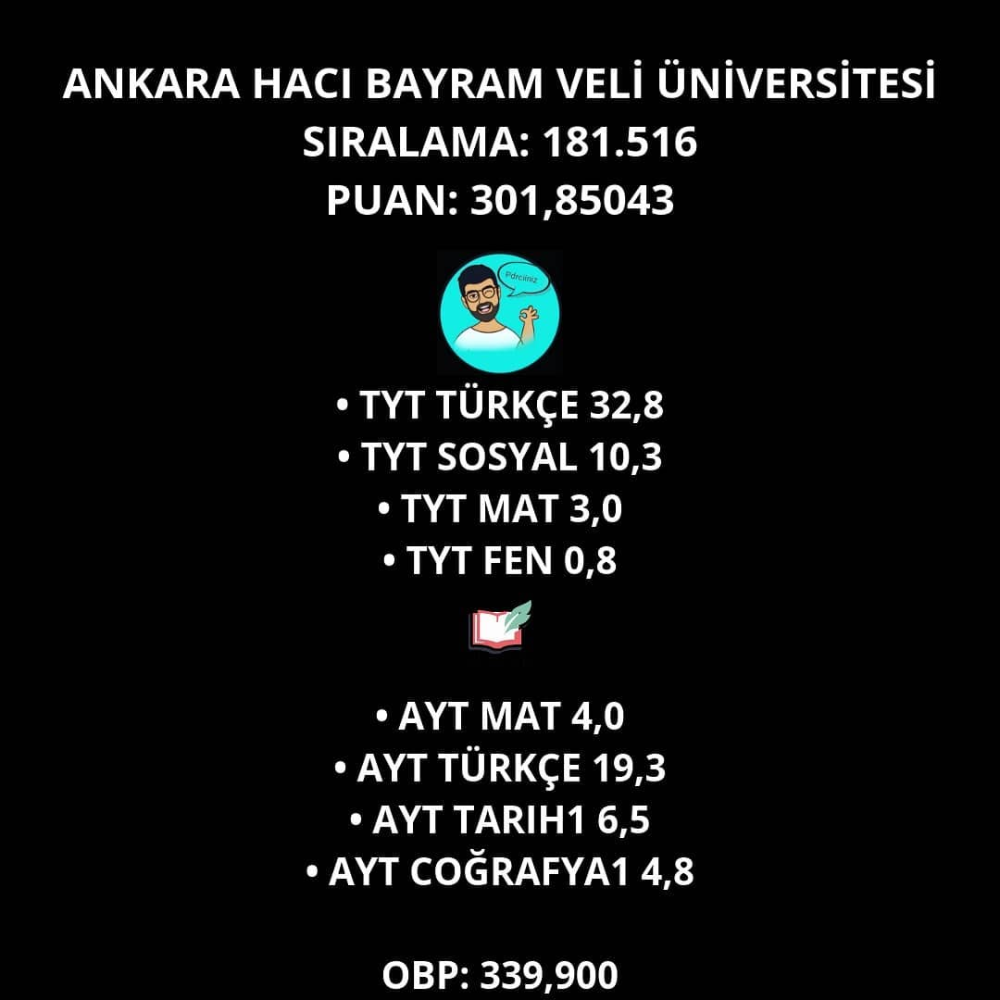 ANKARA HACI BAYRAM VELİ ÜNİVERSİTESİ
SIRALAMA: 181.516
PUAN: 301,85043
Pdrciiniz
• TYT TÜRKÇE 32,8
• TYT SOSYAL 10,3
• TYT MAT 3,0
• TYT FEN 0,8
• AYT MAT 4,0
• AYT TÜRKÇE 19,3
• AYT TARIH1 6,5
• AYT COĞRAFYA1 4,8
OBP: 339,900